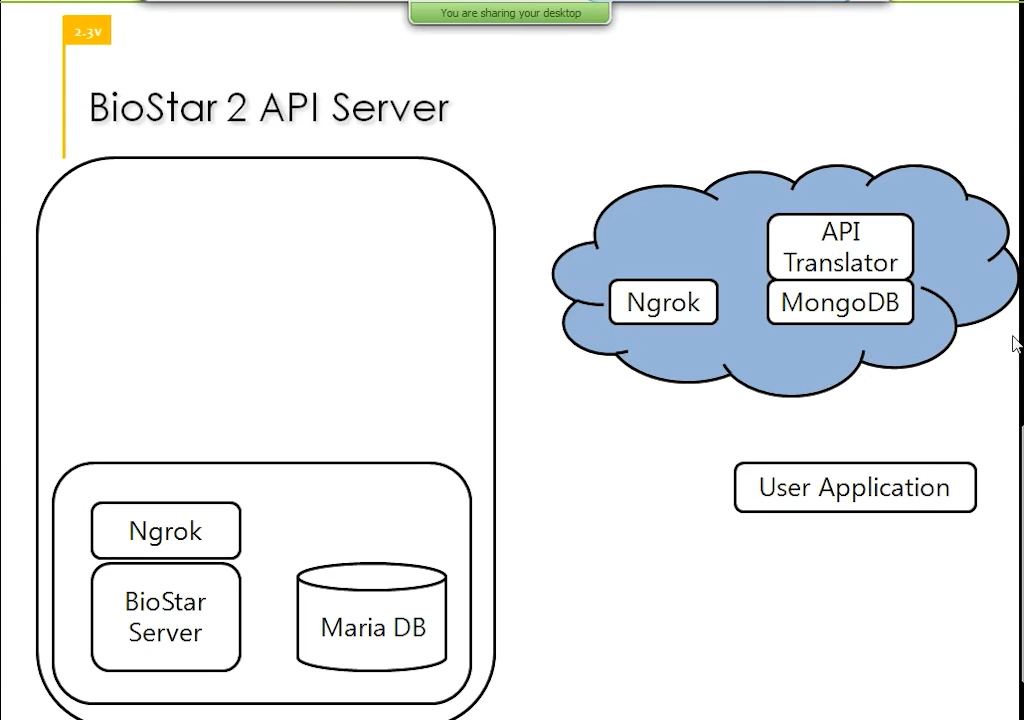 You are sharing your desktop
2.3v
BioStar 2 API Server
API
Translator
Ngrok
MongoDB
User Application
Ngrok
BioStar
Server
Maria DB